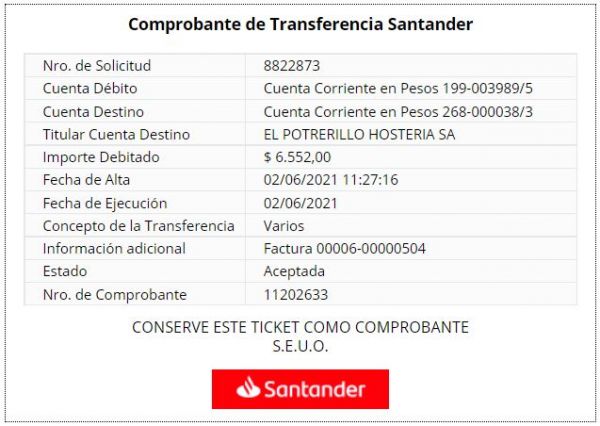 Comprobante de Transferencia Santander
Nro. de Solicitud 8822873
Cuenta Débito Cuenta Corriente en Pesos 199-003989/5
Cuenta Destino Cuenta Corriente en Pesos 268-000038/3
Titular Cuenta Destino EL POTRERILLO HOSTERIA SA
Importe Debitado $ 6.552,00
Fecha de Alta 02/06/2021 11:27:16
Fecha de Ejecución 02/06/2021
Concepto de la Transferencia Varios
Información adicional Factura 00006-00000504
Estado Aceptada
Nro. de Comprobante 11202633
CONSERVE ESTE TICKET COMO COMPROBANTE
S.E.U.O.
Santander